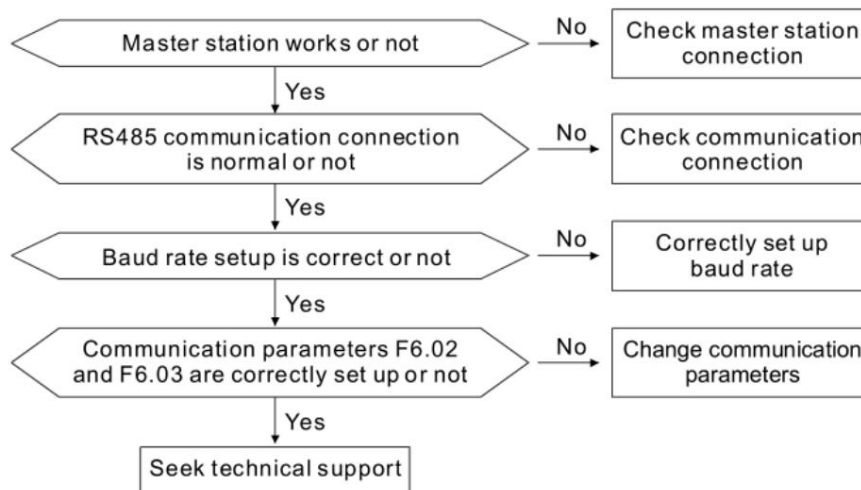 Master station works or not
No
Check master station
connection
Yes
RS485 communication connection
is normal or not
No
Check communication
connection
Yes
Baud rate setup is correct or not
No
Correctly set up
baud rate
Yes
Communication parameters F6.02
and F6.03 are correctly set up or not
No
Change communication
parameters
Yes
Seek technical support